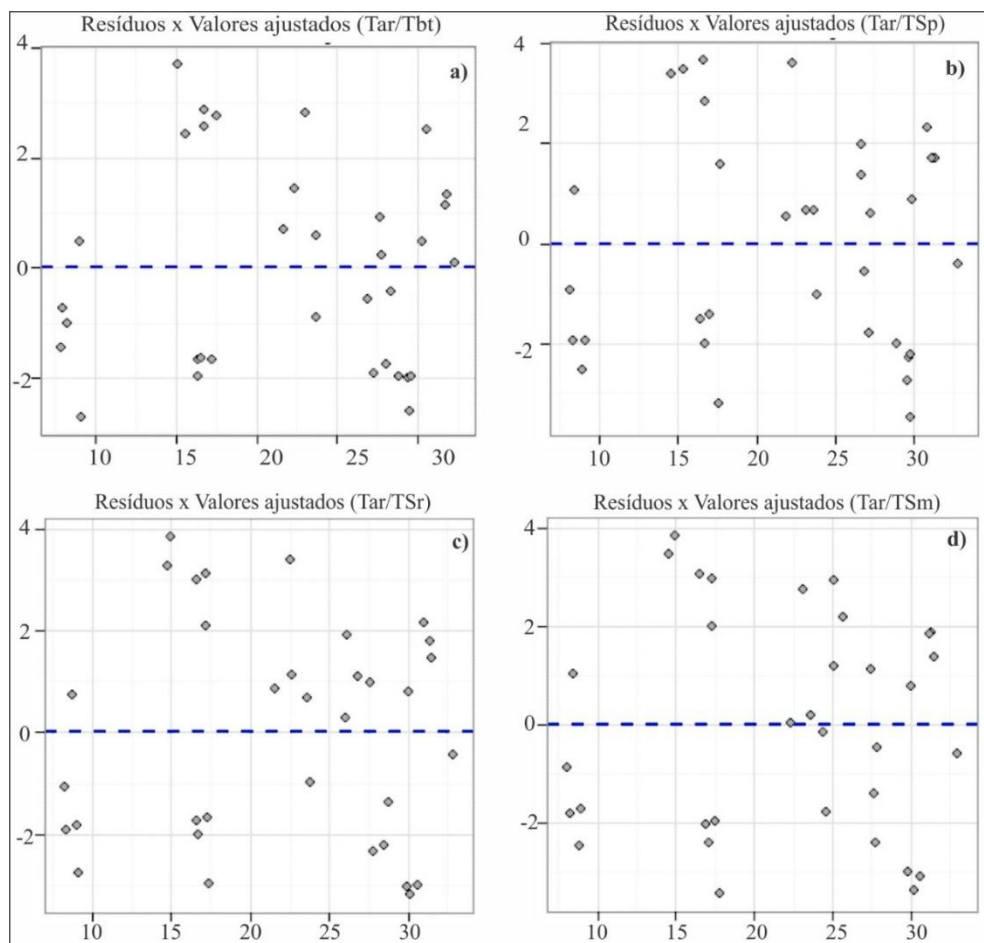 Resíduos x Valores ajustados (Tar/Tbt)
a)
4
2
0
-2
10 15 20 25 30
Resíduos x Valores ajustados (Tar/TSp)
b)
4
2
0
-2
10 15 20 25 30
Resíduos x Valores ajustados (Tar/TSr)
c)
4
2
0
-2
10 15 20 25 30
Resíduos x Valores ajustados (Tar/TSm)
d)
4
2
0
-2
10 15 20 25 30